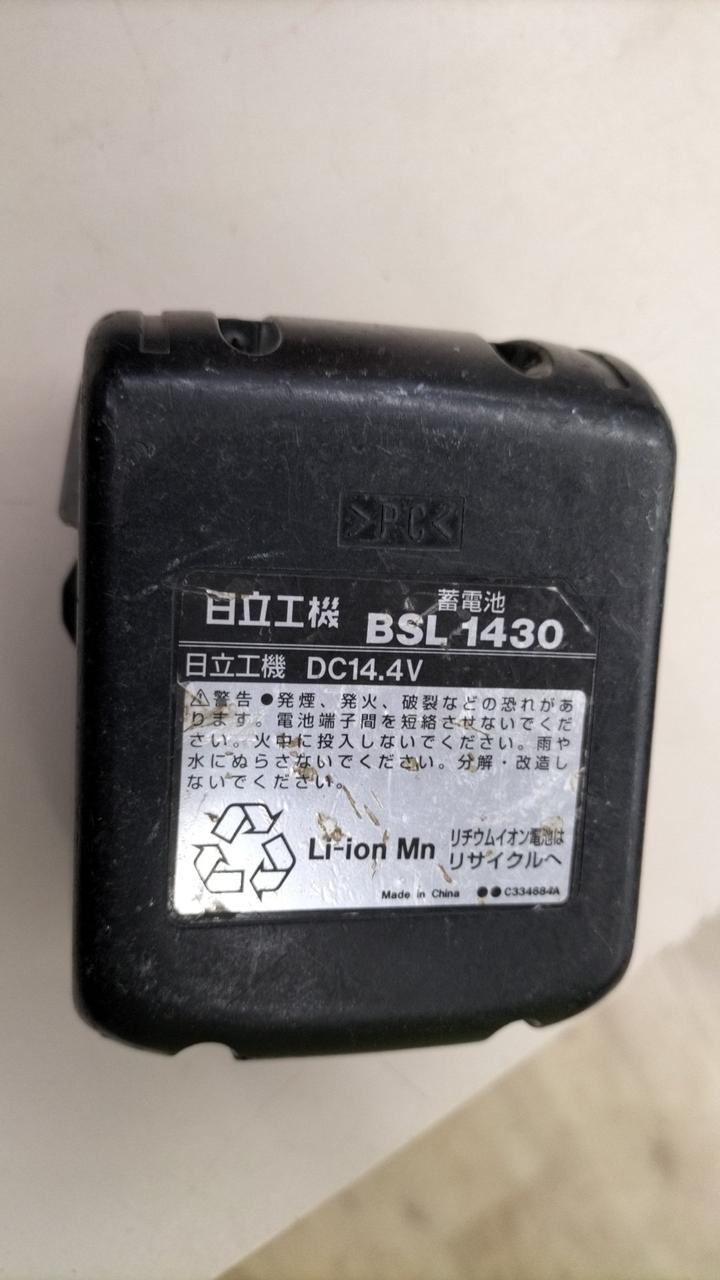 >PC<
日立工機
蓄電池
BSL 1430
日立工機 DC14.4V
⚠警告 ●発煙、発火、破裂などの恐れがあ
ります。電池端子間を短絡させないでくだ
さい。火中に投入しないでください。雨や
水にぬらさないでください。分解・改造し
ないでください。
Li-ion Mn
リチウムイオン電池は
リサイクルへ
Made in China ●●C334684A